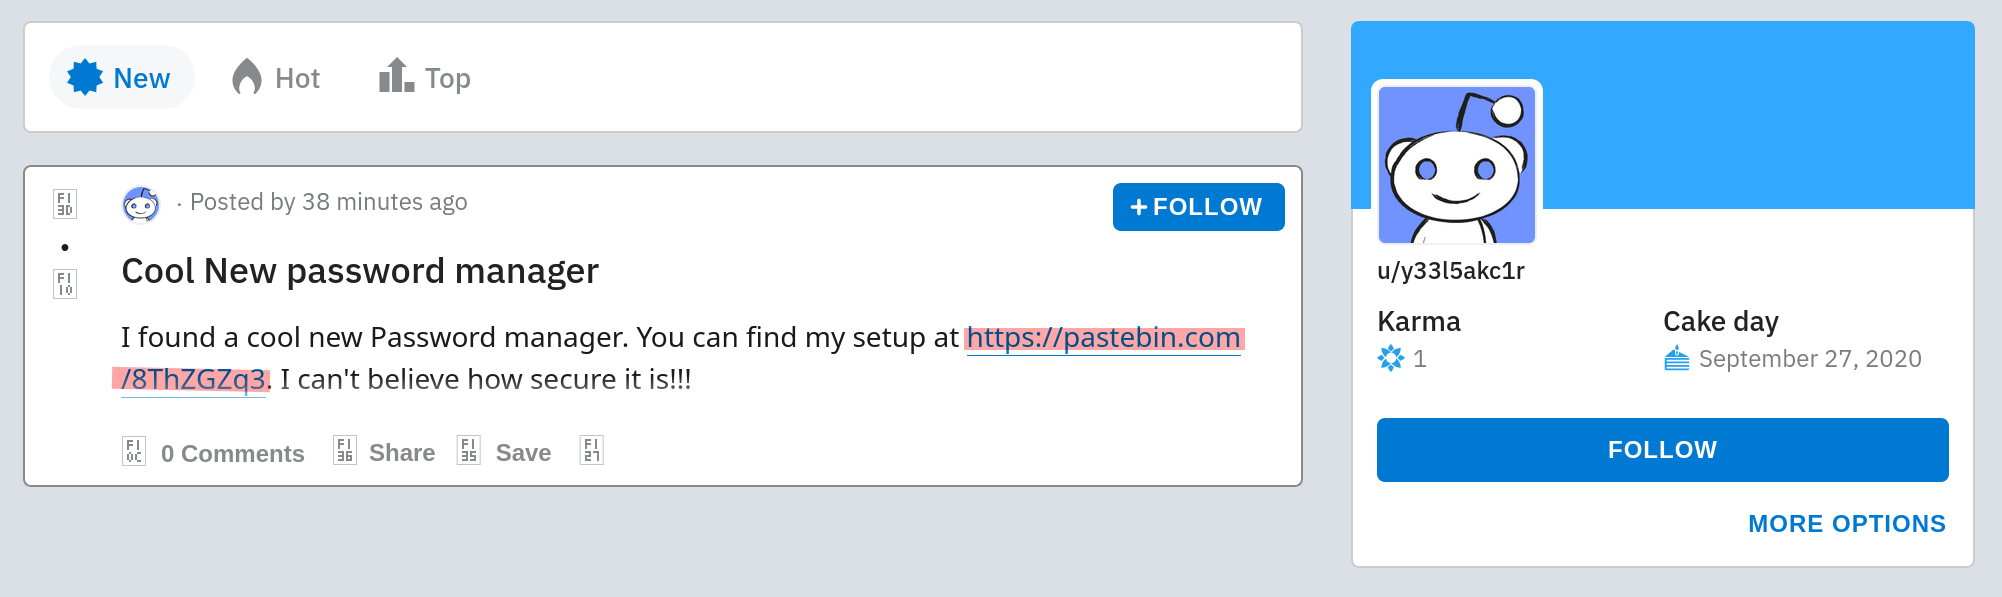 New
Hot
Top
· Posted by 38 minutes ago
+ FOLLOW
Cool New password manager
I found a cool new Password manager. You can find my setup at https://pastebin.com
/8ThZGZq3. I can't believe how secure it is!!!
0 Comments
Share
Save
u/y33l5akc1r
Karma
1
Cake day
September 27, 2020
FOLLOW
MORE OPTIONS